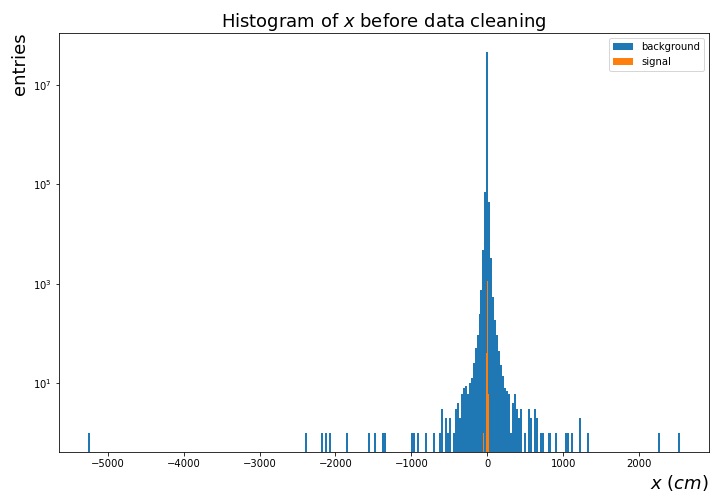 Histogram of x before data cleaning
entries
background
signal
10^7
10^5
10^3
10^1
−5000 −4000 −3000 −2000 −1000 0 1000 2000
x (cm)